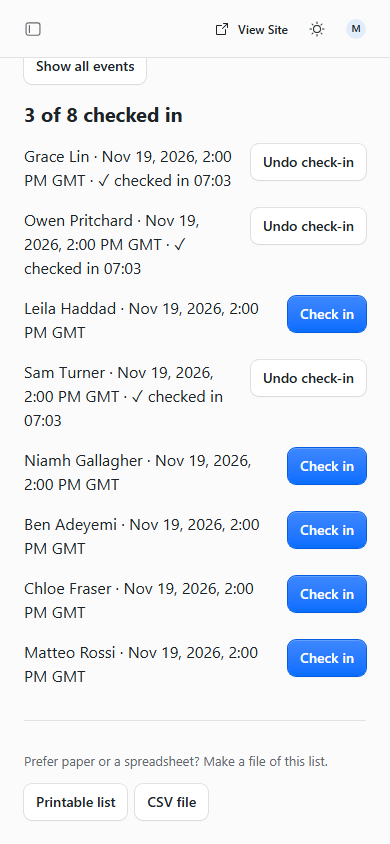 View Site
M
Show all events
3 of 8 checked in
Grace Lin · Nov 19, 2026, 2:00
PM GMT · ✓ checked in 07:03
Undo check-in
Owen Pritchard · Nov 19,
2026, 2:00 PM GMT · ✓
checked in 07:03
Undo check-in
Leila Haddad · Nov 19, 2026, 2:00
PM GMT
Check in
Sam Turner · Nov 19, 2026,
2:00 PM GMT · ✓ checked in
07:03
Undo check-in
Niamh Gallagher · Nov 19, 2026,
2:00 PM GMT
Check in
Ben Adeyemi · Nov 19, 2026, 2:00
PM GMT
Check in
Chloe Fraser · Nov 19, 2026, 2:00
PM GMT
Check in
Matteo Rossi · Nov 19, 2026, 2:00
PM GMT
Check in
Prefer paper or a spreadsheet? Make a file of this list.
Printable list
CSV file